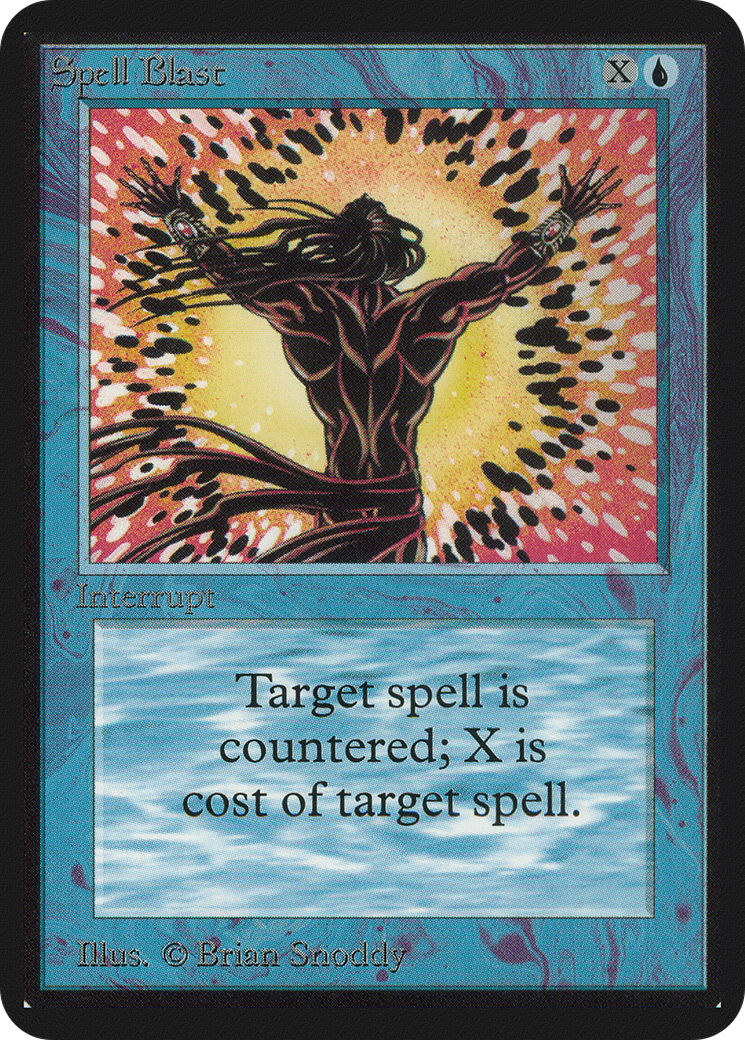 Spell Blast X
Interrupt
Target spell is
countered; X is
cost of target spell.
Illus. © Brian Snoddy